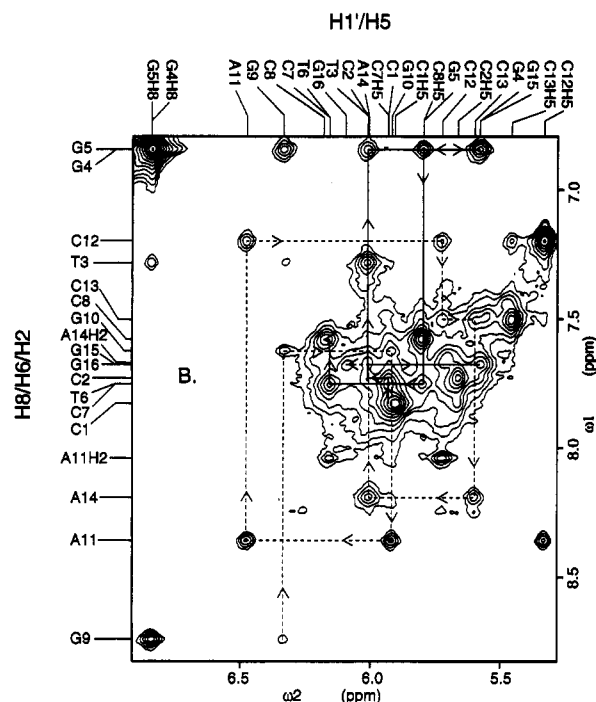 H1'/H5
G5H8
G4H8
A11
G9
C8
C7
T6
G16
T3
C2
A14
C7H5
C1
G10
C1H5
C8H5
G5
C12
C2H5
C13
G4
G15
C13H5
C12H5
G5
G4
C12
T3
C13
C8
G10
A14H2
G15
G16
C2
T6
C7
C1
A11H2
A14
A11
G9
H8/H6/H2
B.
7.0
7.5
8.0
8.5
ω1 (ppm)
6.5 6.0 5.5
ω2 (ppm)